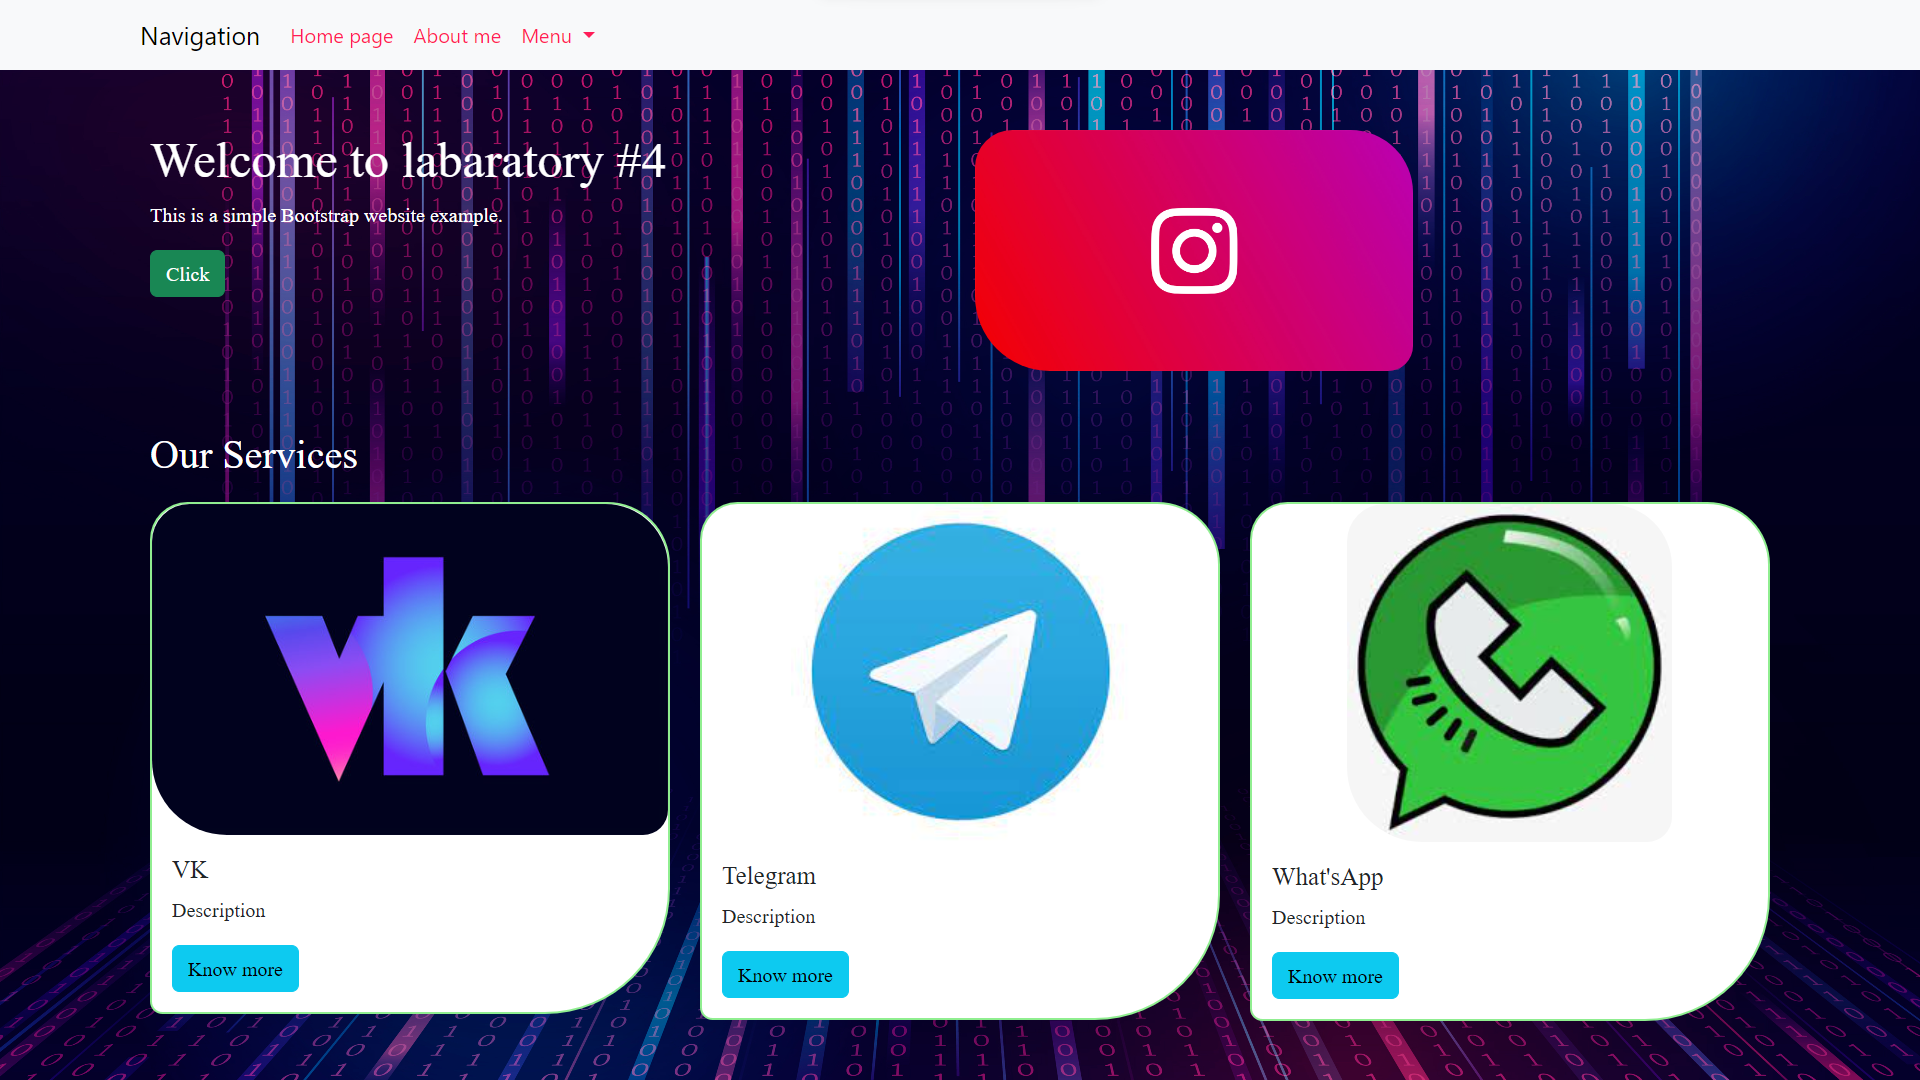 Navigation Home page About me Menu
Welcome to labaratory #4
This is a simple Bootstrap website example.
Click
Our Services
vk
VK
Description
Know more
Telegram
Description
Know more
What'sApp
Description
Know more